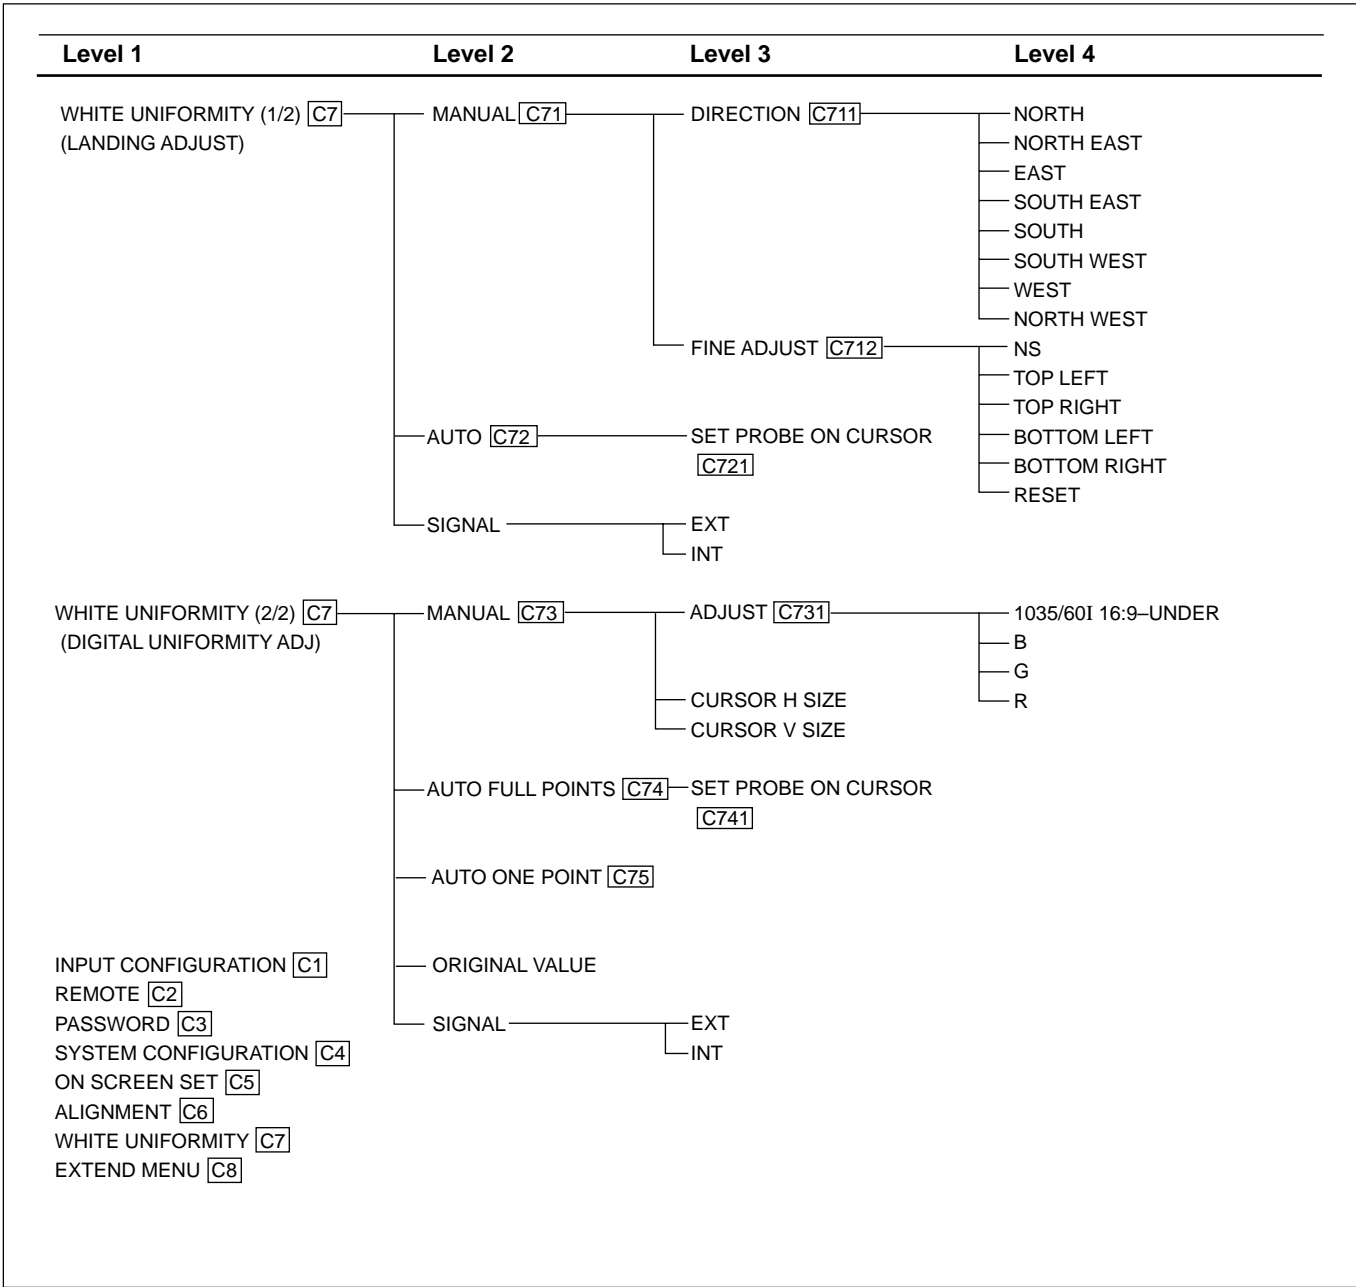 Level 1 Level 2 Level 3 Level 4
WHITE UNIFORMITY (1/2) C7 MANUAL C71 DIRECTION C711 NORTH
(LANDING ADJUST) NORTH EAST
EAST
SOUTH EAST
SOUTH
SOUTH WEST
WEST
NORTH WEST
FINE ADJUST C712 NS
TOP LEFT
TOP RIGHT
AUTO C72 SET PROBE ON CURSOR BOTTOM LEFT
C721 BOTTOM RIGHT
RESET
SIGNAL EXT
INT
WHITE UNIFORMITY (2/2) C7 MANUAL C73 ADJUST C731 1035/60I 16:9–UNDER
(DIGITAL UNIFORMITY ADJ) B
G
CURSOR H SIZE R
CURSOR V SIZE
AUTO FULL POINTS C74 SET PROBE ON CURSOR
C741
AUTO ONE POINT C75
INPUT CONFIGURATION C1 ORIGINAL VALUE
REMOTE C2
PASSWORD C3 SIGNAL EXT
SYSTEM CONFIGURATION C4 INT
ON SCREEN SET C5
ALIGNMENT C6
WHITE UNIFORMITY C7
EXTEND MENU C8